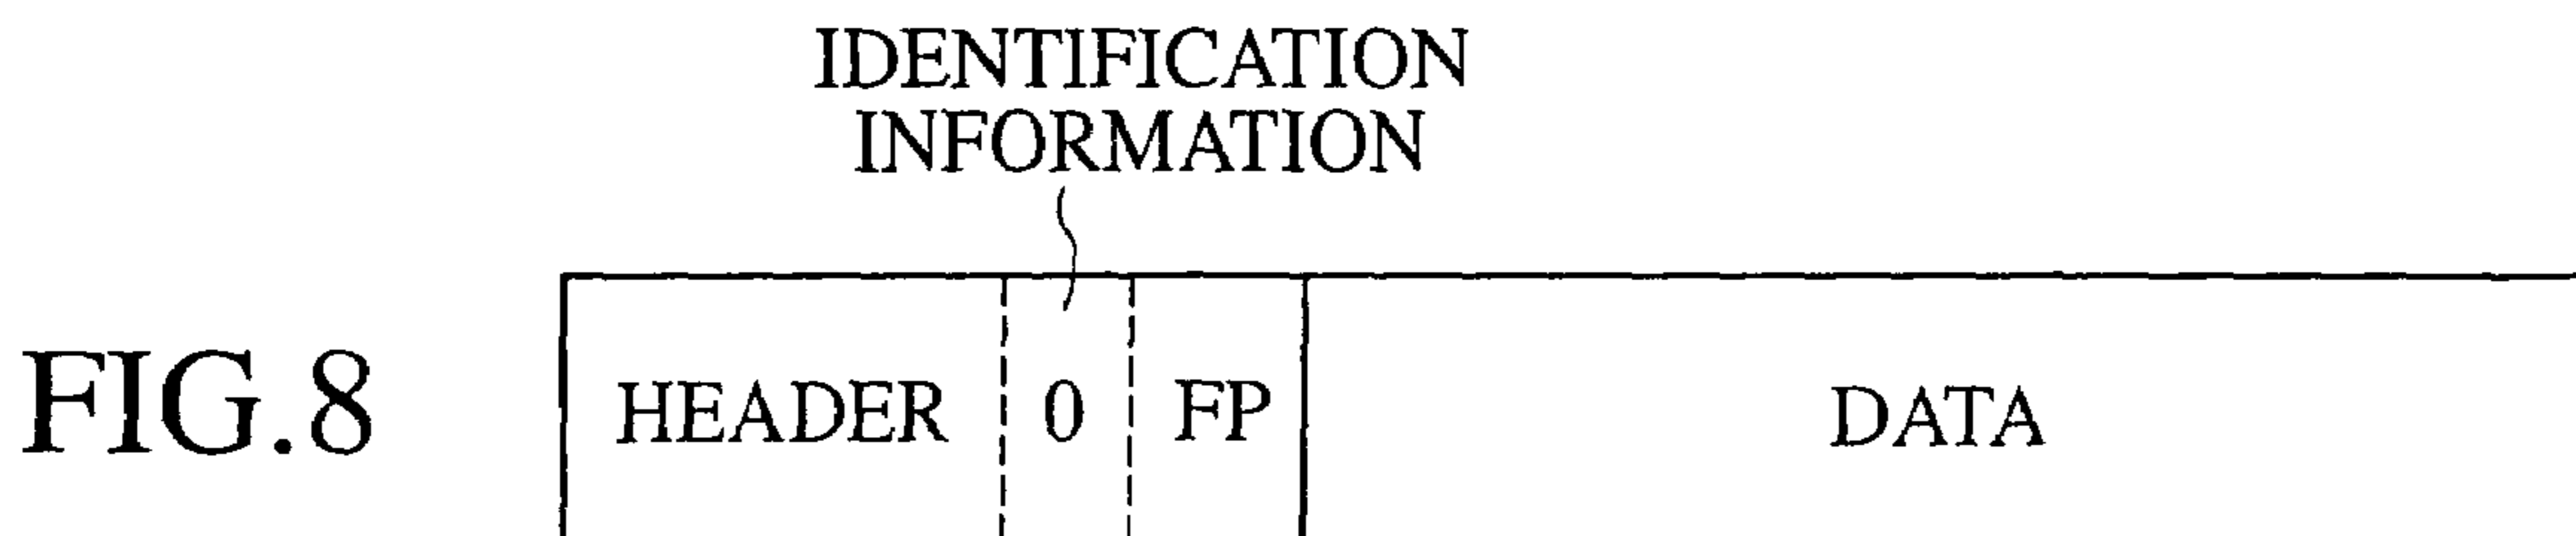 IDENTIFICATION
INFORMATION
FIG.8 HEADER 0 FP DATA